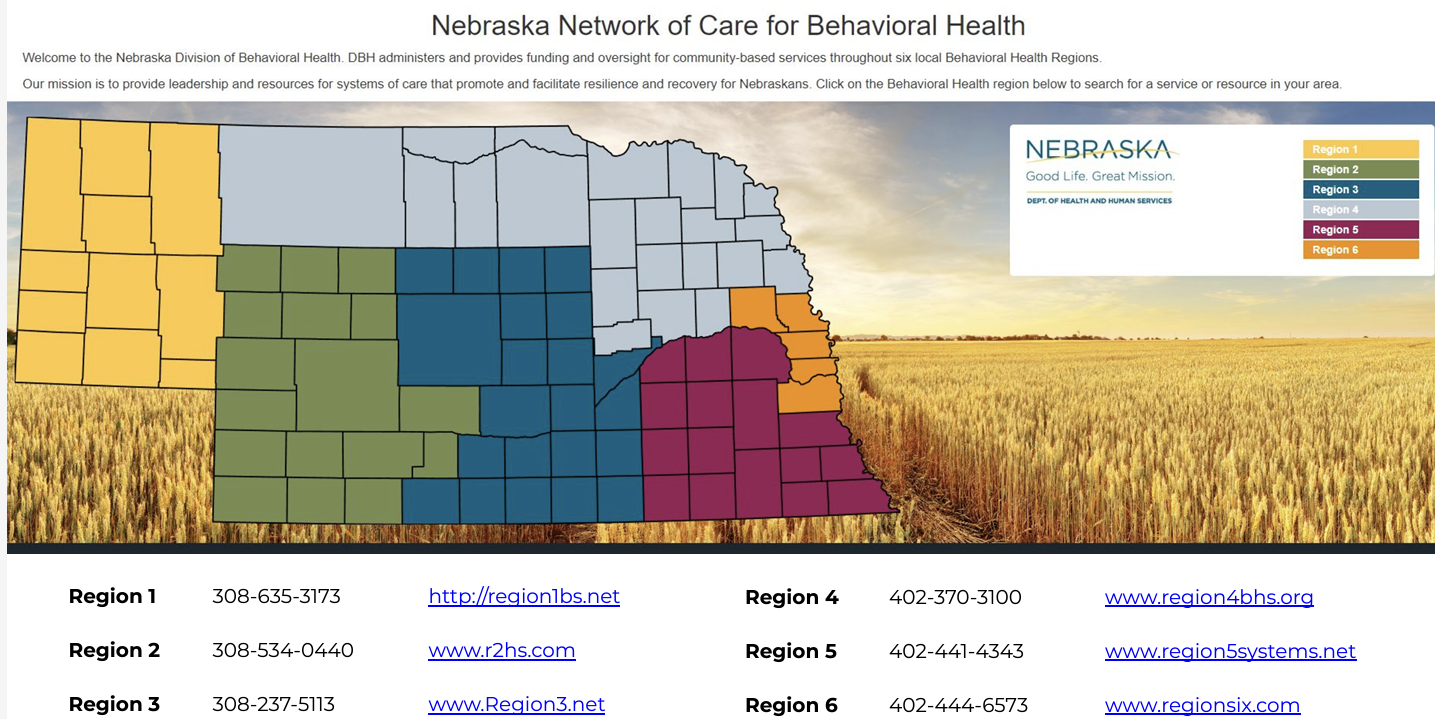 Nebraska Network of Care for Behavioral Health
Welcome to the Nebraska Division of Behavioral Health. DBH administers and provides funding and oversight for community-based services throughout six local Behavioral Health Regions.
Our mission is to provide leadership and resources for systems of care that promote and facilitate resilience and recovery for Nebraskans. Click on the Behavioral Health region below to search for a service or resource in your area.
NEBRASKA
Good Life. Great Mission.
DEPT. OF HEALTH AND HUMAN SERVICES
Region 1
Region 2
Region 3
Region 4
Region 5
Region 6
Region 1 308-635-3173 http://region1bs.net
Region 2 308-534-0440 www.r2hs.com
Region 3 308-237-5113 www.Region3.net
Region 4 402-370-3100 www.region4bhs.org
Region 5 402-441-4343 www.region5systems.net
Region 6 402-444-6573 www.regionsix.com